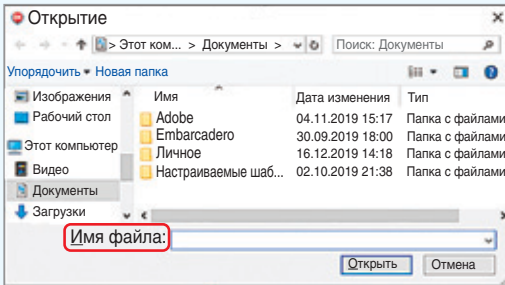 Открытие
> Этот ком... > Документы >
Поиск: Документы
Упорядочить Новая папка
Изображения
Рабочий стол
Этот компьютер
Видео
Документы
Загрузки
Имя Дата изменения Тип
Adobe 04.11.2019 15:17 Папка с файлами
Embarcadero 30.09.2019 18:00 Папка с файлами
Личное 16.12.2019 14:18 Папка с файлами
Настраиваемые шаб... 02.10.2019 21:38 Папка с файлами
Имя файла:
Открыть Отмена